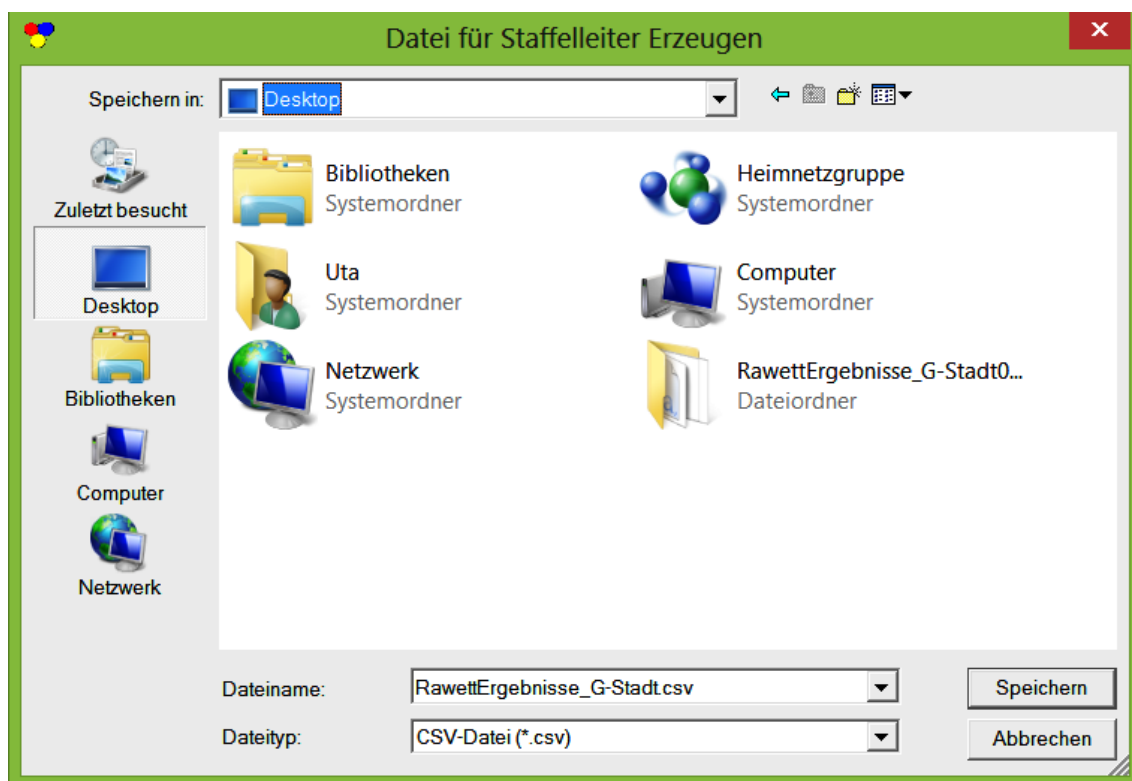 Datei für Staffelleiter Erzeugen
x
Speichern in:
Desktop
Zuletzt besucht
Desktop
Bibliotheken
Computer
Netzwerk
Bibliotheken
Systemordner
Heimnetzgruppe
Systemordner
Uta
Systemordner
Computer
Systemordner
Netzwerk
Systemordner
RawettErgebnisse_G-Stadt0...
Dateiordner
Dateiname:
RawettErgebnisse_G-Stadt.csv
Speichern
Dateityp:
CSV-Datei (*.csv)
Abbrechen